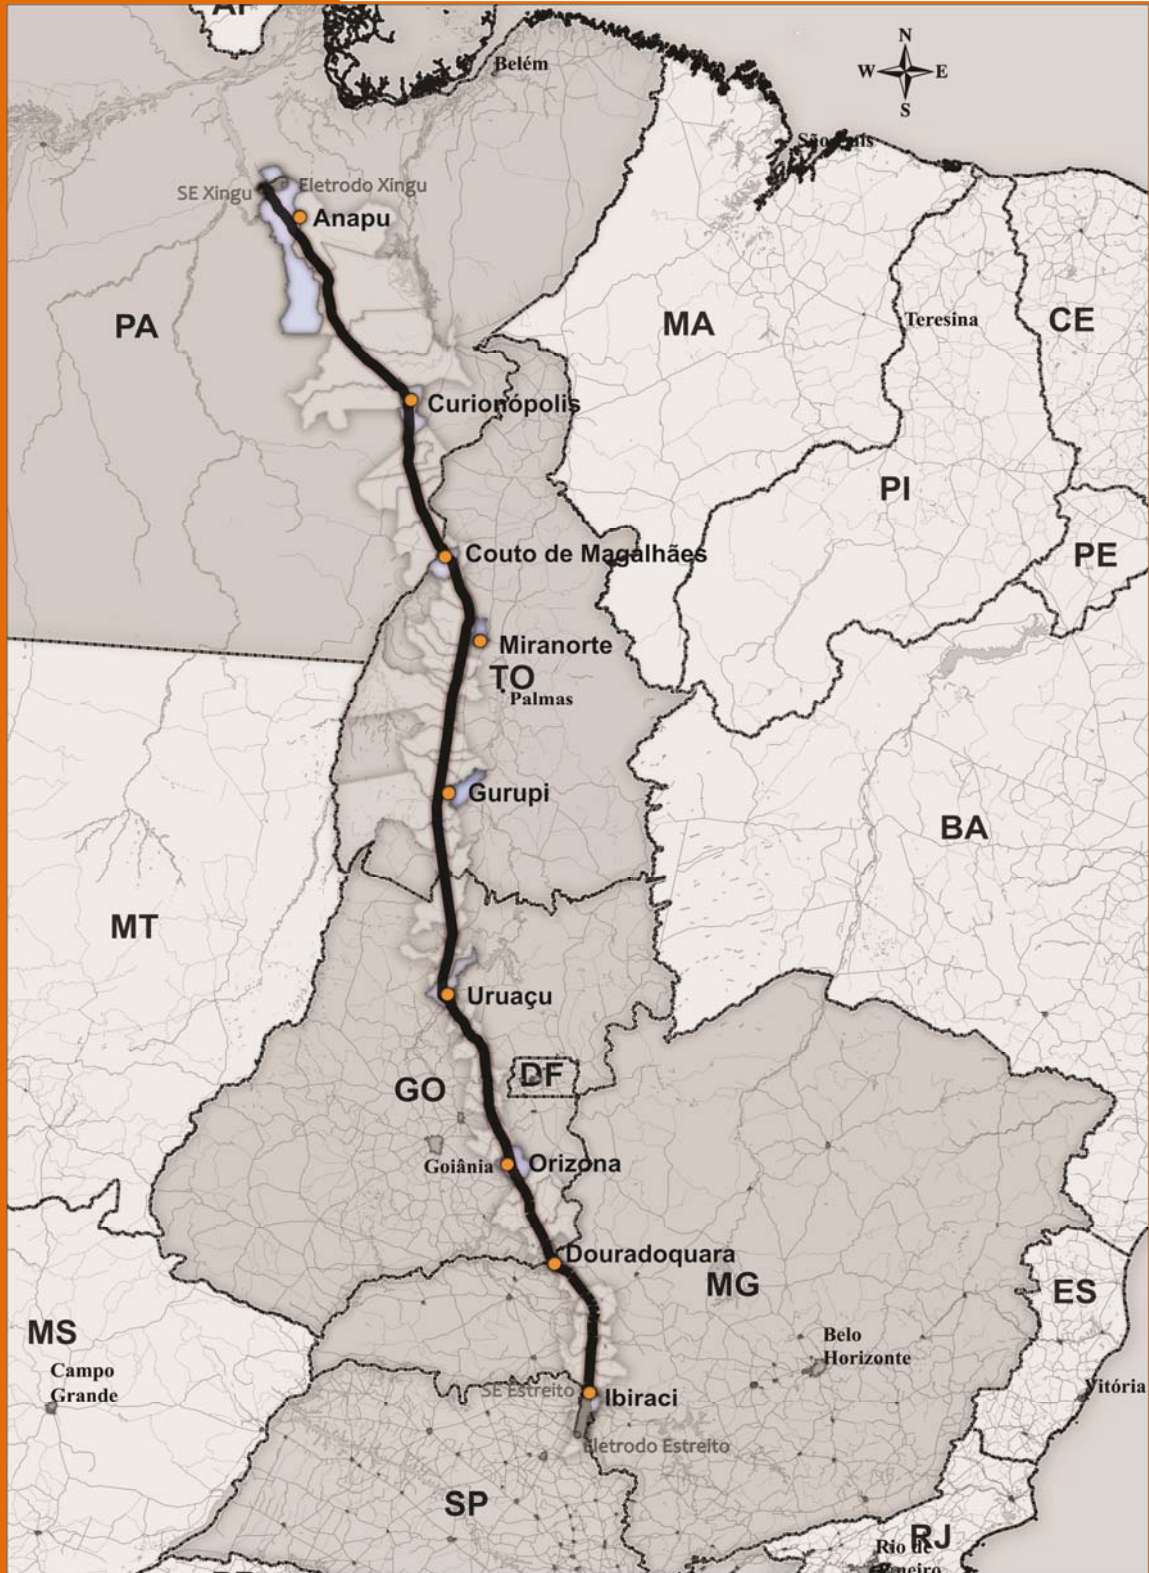 N
Belém
W E
S
São Luís
SE Xingu
Eletrodo Xingu
Anapu
PA
MA
Teresina
CE
Curionópolis
PI
Couto de Magalhães
PE
Miranorte
TO
Palmas
Gurupi
BA
MT
Uruaçu
DF
GO
Goiânia
Orizona
Douradoquara
MG
ES
MS
Belo
Horizonte
Campo
Grande
Vitória
SE Estreito
Ibiraci
Eletrodo Estreito
SP
RJ
Rio de
Janeiro